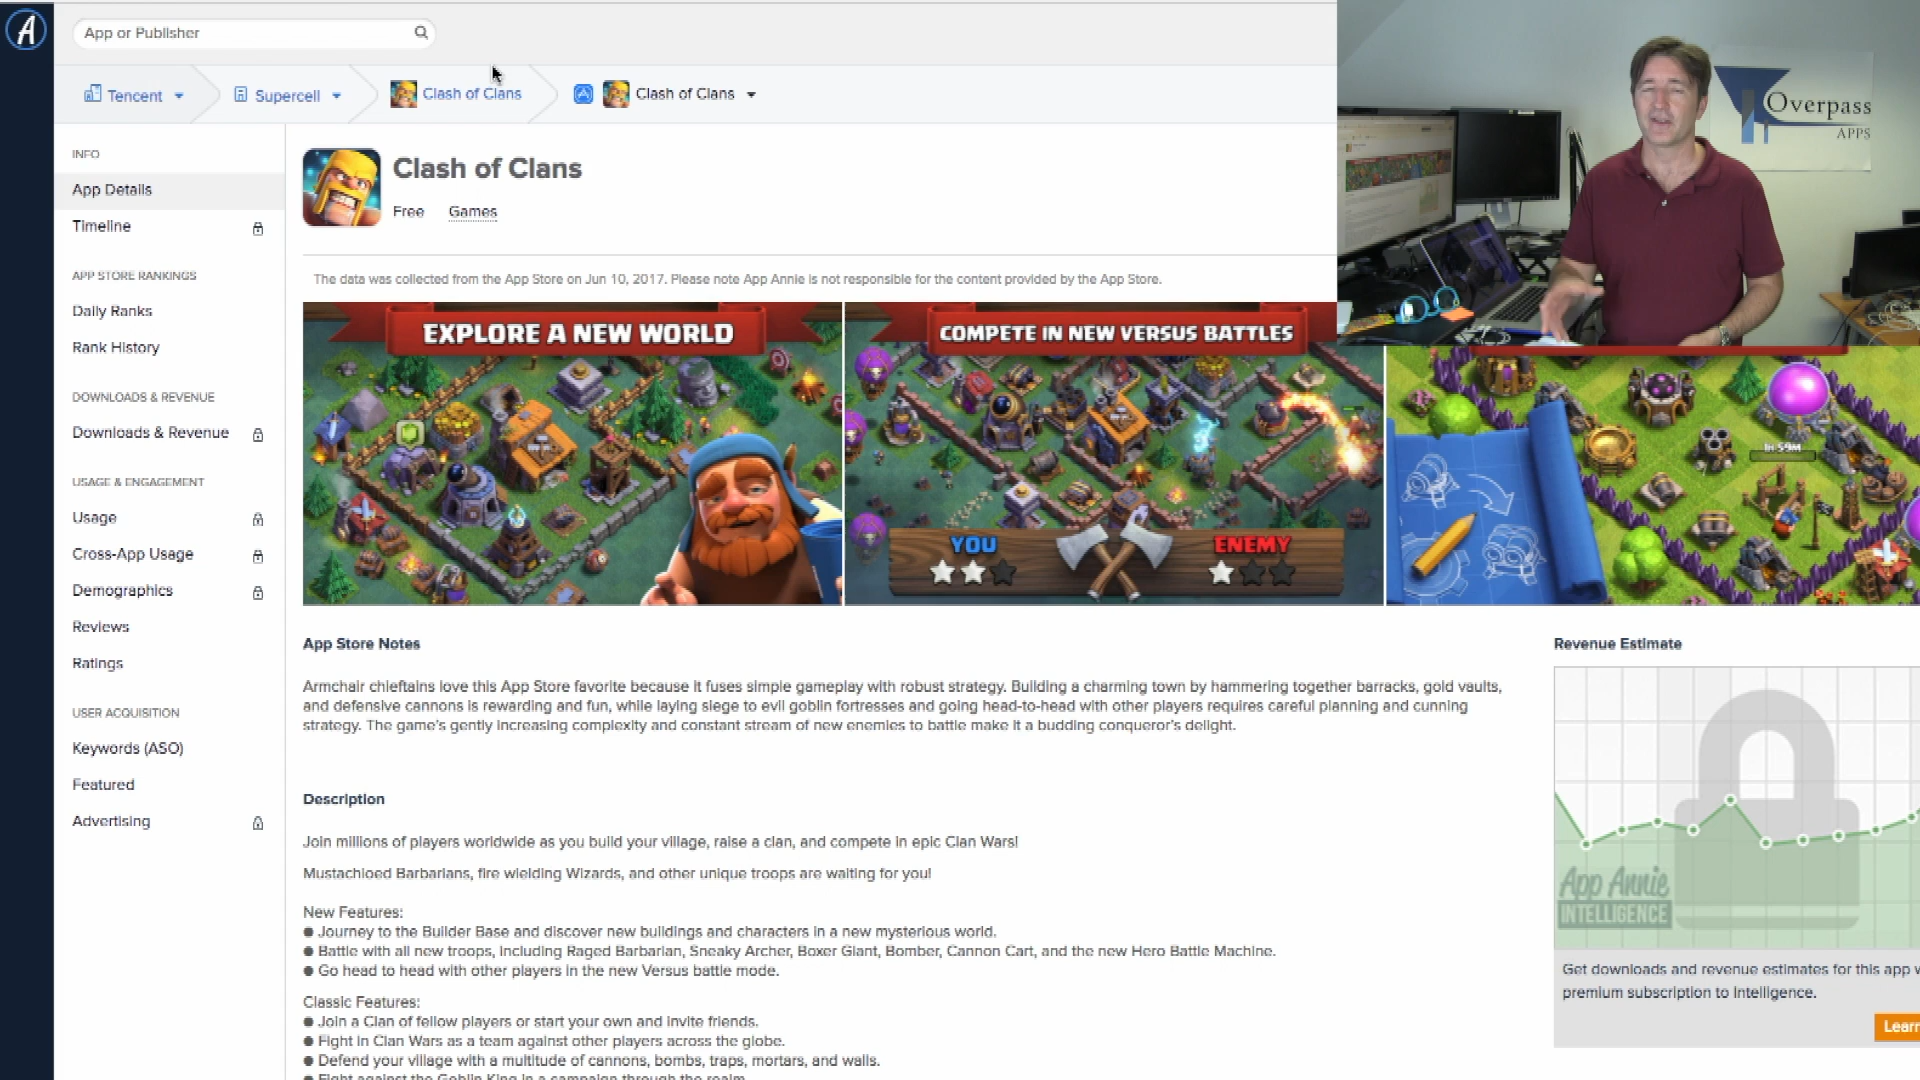 App or Publisher
Tencent
Supercell
Clash of Clans
Clash of Clans
Overpass
APPS
INFO
App Details
Timeline
APP STORE RANKINGS
Daily Ranks
Rank History
DOWNLOADS & REVENUE
Downloads & Revenue
USAGE & ENGAGEMENT
Usage
Cross-App Usage
Demographics
Reviews
Ratings
USER ACQUISITION
Keywords (ASO)
Featured
Advertising
Clash of Clans
Free Games
The data was collected from the App Store on Jun 10, 2017. Please note App Annie is not responsible for the content provided by the App Store.
EXPLORE A NEW WORLD
COMPETE IN NEW VERSUS BATTLES
YOU
ENEMY
1h 59M
App Store Notes
Armchair chieftains love this App Store favorite because it fuses simple gameplay with robust strategy. Building a charming town by hammering together barracks, gold vaults,
and defensive cannons is rewarding and fun, while laying siege to evil goblin fortresses and going head-to-head with other players requires careful planning and cunning
strategy. The game's gently increasing complexity and constant stream of new enemies to battle make it a budding conqueror's delight.
Description
Join millions of players worldwide as you build your village, raise a clan, and compete in epic Clan Wars!
Mustachioed Barbarians, fire wielding Wizards, and other unique troops are waiting for you!
New Features:
● Journey to the Builder Base and discover new buildings and characters in a new mysterious world.
● Battle with all new troops, including Raged Barbarian, Sneaky Archer, Boxer Giant, Bomber, Cannon Cart, and the new Hero Battle Machine.
● Go head to head with other players in the new Versus battle mode.
Classic Features:
● Join a Clan of fellow players or start your own and invite friends.
● Fight in Clan Wars as a team against other players across the globe.
● Defend your village with a multitude of cannons, bombs, traps, mortars, and walls.
● Fight against the Goblin King in a campaign through the realm.
Revenue Estimate
App Annie
INTELLIGENCE
Get downloads and revenue estimates for this app w
premium subscription to Intelligence.
Learn